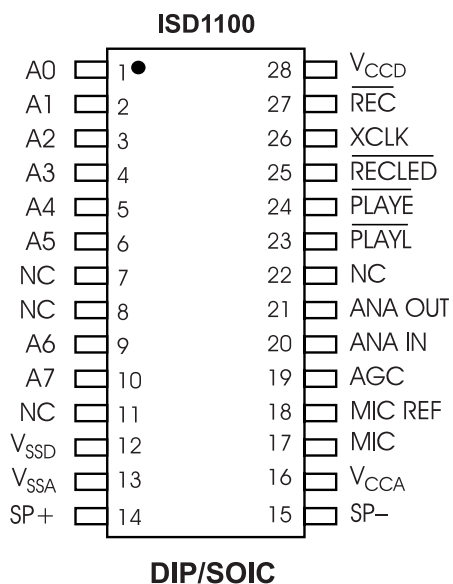 ISD1100
A0 1 28 VCCD
A1 2 27 REC
A2 3 26 XCLK
A3 4 25 RECLED
A4 5 24 PLAYE
A5 6 23 PLAYL
NC 7 22 NC
NC 8 21 ANA OUT
A6 9 20 ANA IN
A7 10 19 AGC
NC 11 18 MIC REF
VSSD 12 17 MIC
VSSA 13 16 VCCA
SP+ 14 15 SP–
DIP/SOIC